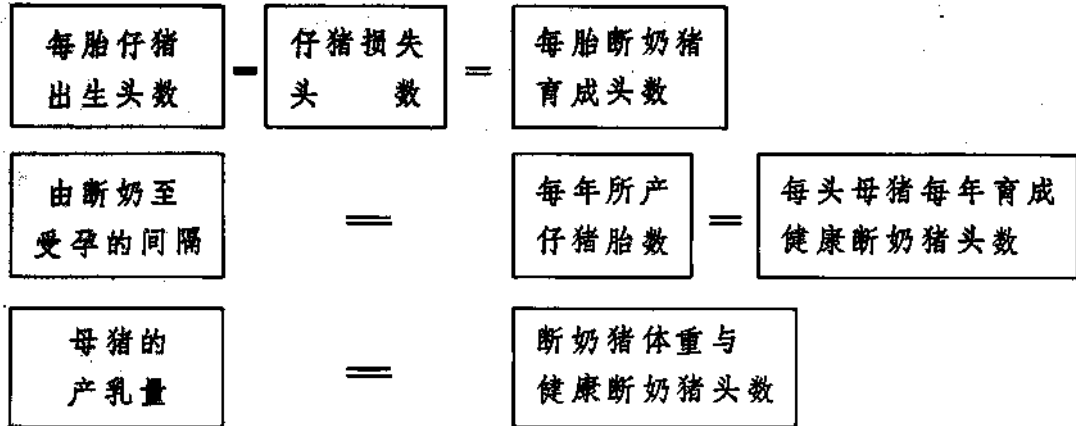 每胎仔猪
出生头数
-
仔猪损失
头 数
=
每胎断奶猪
育成头数
由断奶至
受孕的间隔
=
每年所产
仔猪胎数
=
每头母猪每年育成
健康断奶猪头数
母猪的
产乳量
=
断奶猪体重与
健康断奶猪头数